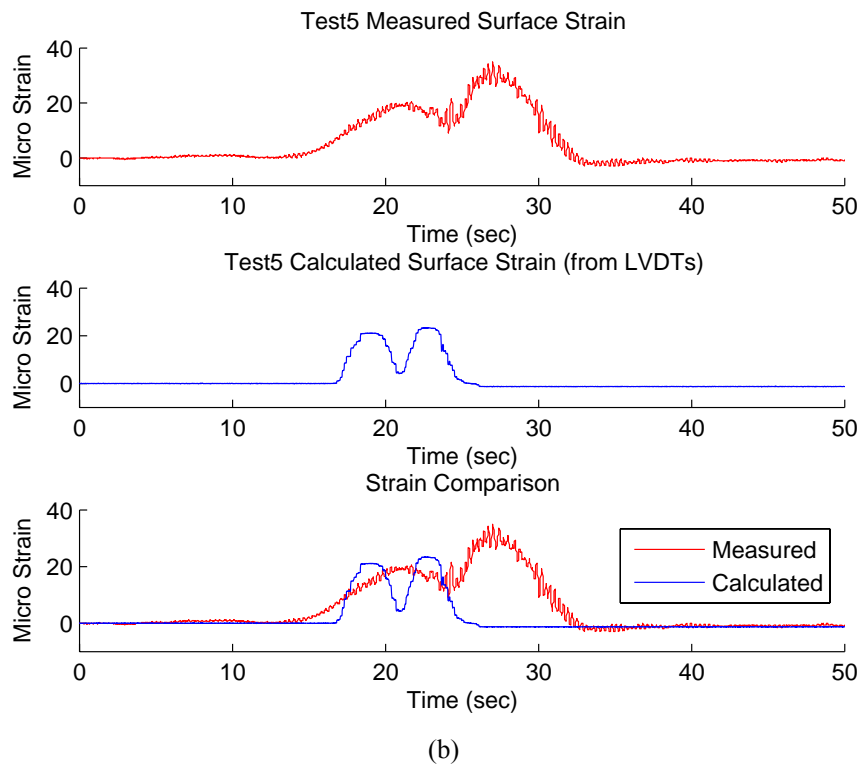 Test5 Measured Surface Strain
40
20
0
Micro Strain
0 10 20 30 40 50
Time (sec)
Test5 Calculated Surface Strain (from LVDTs)
40
20
0
Micro Strain
0 10 20 30 40 50
Time (sec)
Strain Comparison
40
20
0
Micro Strain
Measured
Calculated
0 10 20 30 40 50
Time (sec)
(b)